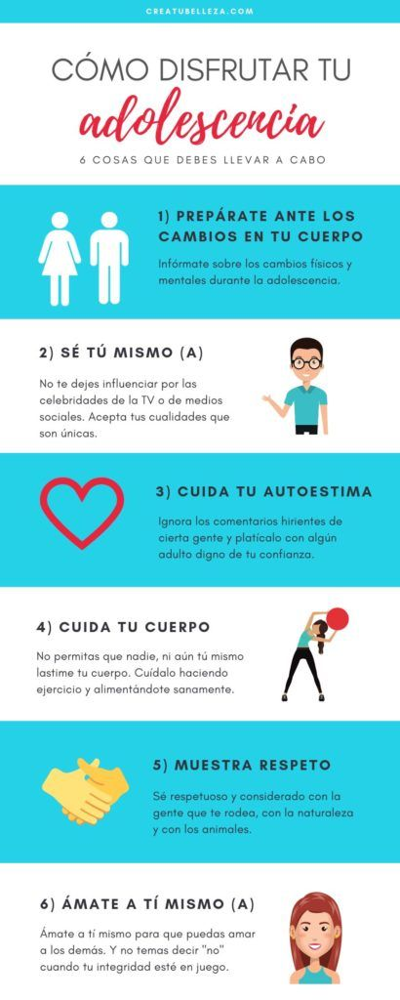 CREATUBELLEZA.COM
CÓMO DISFRUTAR TU
adolescencia
6 COSAS QUE DEBES LLEVAR A CABO
1) PREPÁRATE ANTE LOS
CAMBIOS EN TU CUERPO
Infórmate sobre los cambios físicos y
mentales durante la adolescencia.
2) SÉ TÚ MISMO (A)
No te dejes influenciar por las
celebridades de la TV o de medios
sociales. Acepta tus cualidades que
son únicas.
3) CUIDA TU AUTOESTIMA
Ignora los comentarios hirientes de
cierta gente y platícalo con algún
adulto digno de tu confianza.
4) CUIDA TU CUERPO
No permitas que nadie, ni aún tú mismo
lastime tu cuerpo. Cuídalo haciendo
ejercicio y alimentándote sanamente.
5) MUESTRA RESPETO
Sé respetuoso y considerado con la
gente que te rodea, con la naturaleza
y con los animales.
6) ÁMATE A TÍ MISMO (A)
Ámate a tí mismo para que puedas amar
a los demás. Y no temas decir "no"
cuando tu integridad esté en juego.